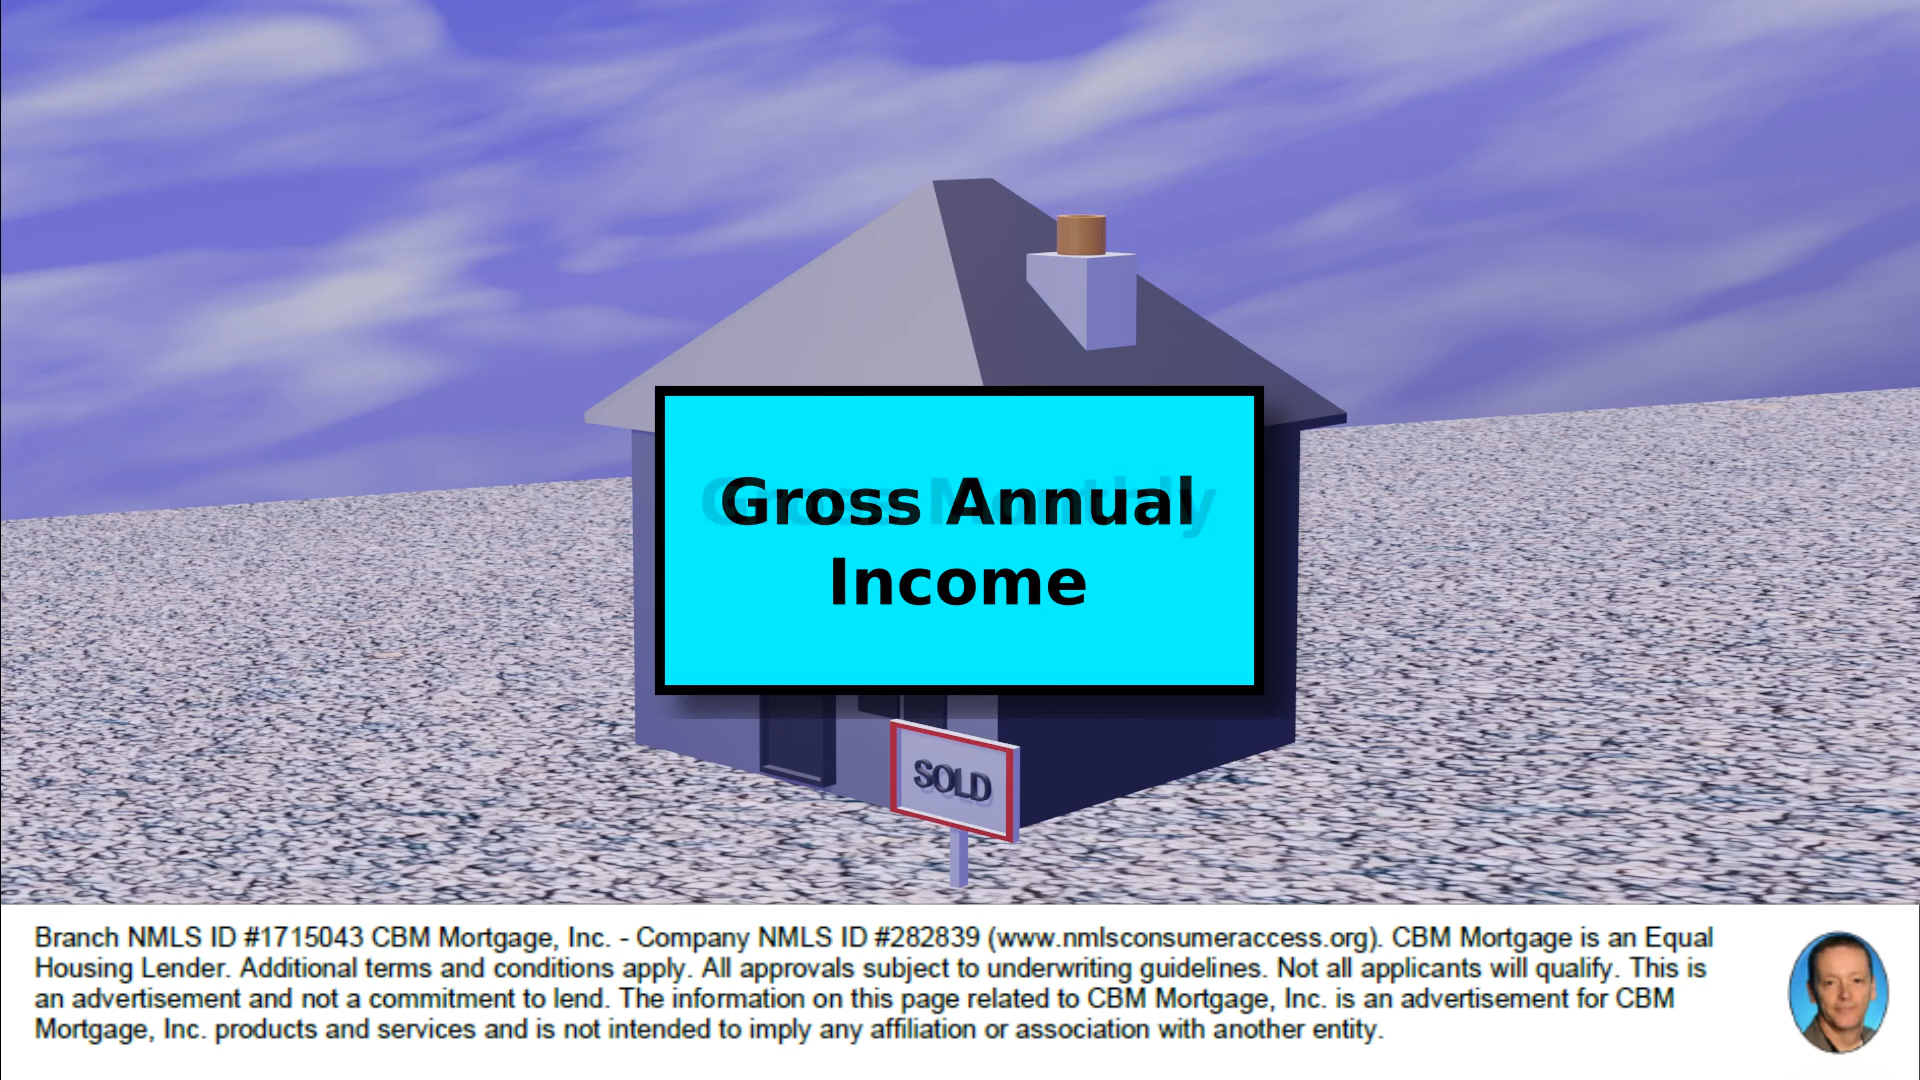 Gross Annual
Income
SOLD
Branch NMLS ID #1715043 CBM Mortgage, Inc. - Company NMLS ID #282839 (www.nmlsconsumeraccess.org). CBM Mortgage is an Equal
Housing Lender. Additional terms and conditions apply. All approvals subject to underwriting guidelines. Not all applicants will qualify. This is
an advertisement and not a commitment to lend. The information on this page related to CBM Mortgage, Inc. is an advertisement for CBM
Mortgage, Inc. products and services and is not intended to imply any affiliation or association with another entity.